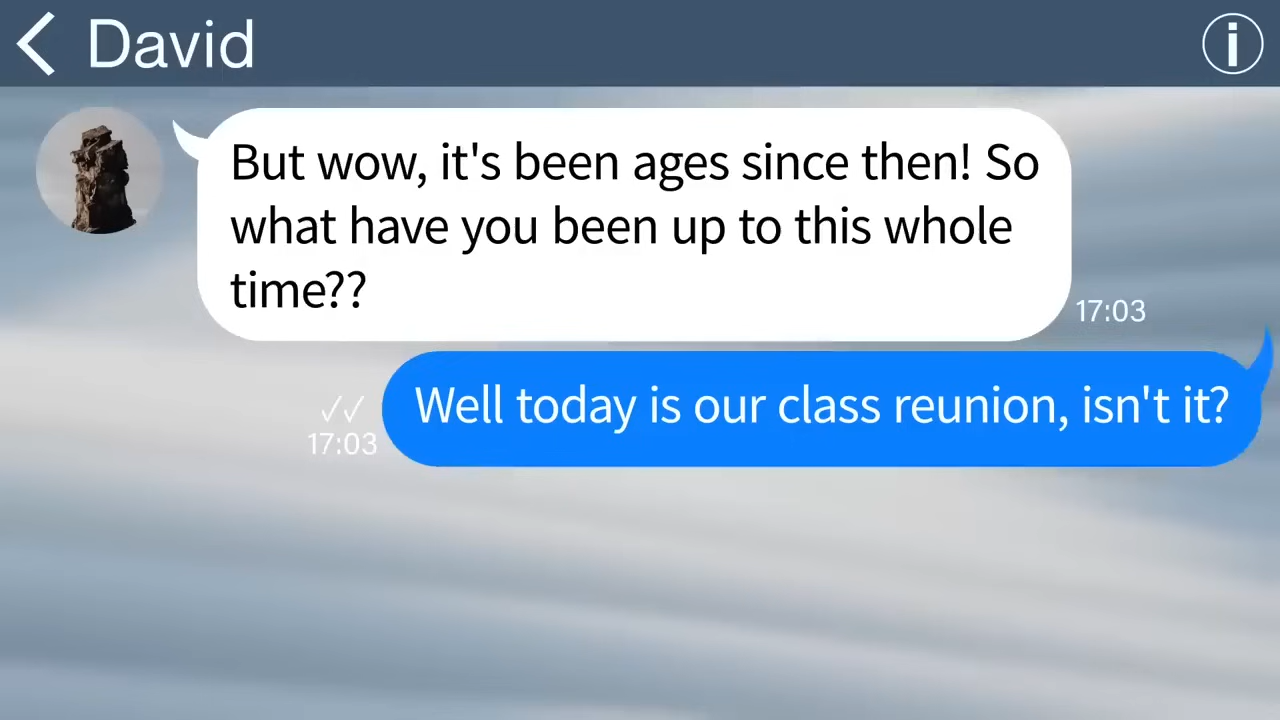 David
But wow, it's been ages since then! So
what have you been up to this whole
time??
17:03
Well today is our class reunion, isn't it?
17:03